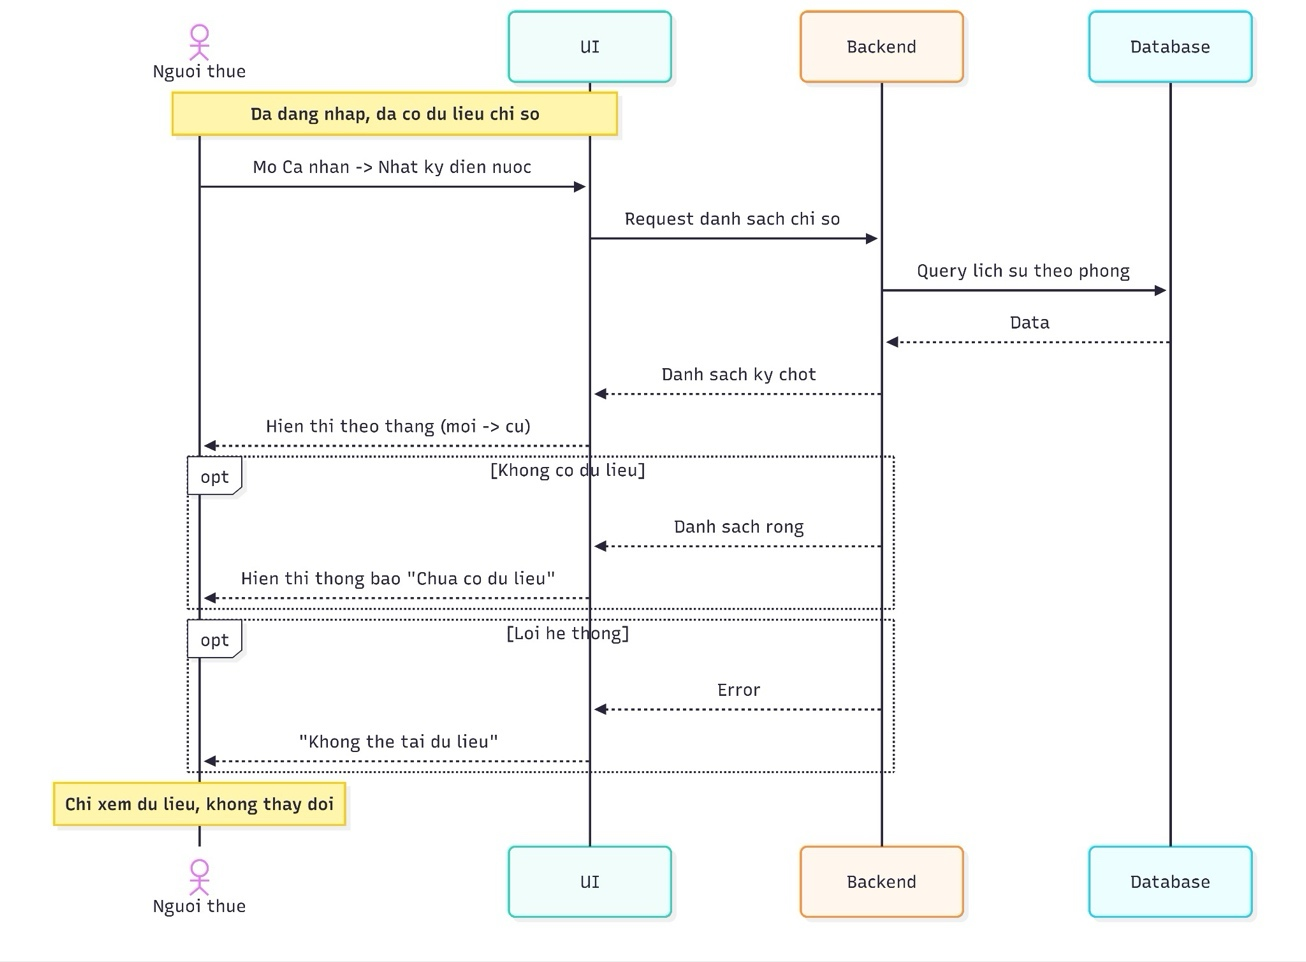 Nguoi thue
UI
Backend
Database
Da dang nhap, da co du lieu chi so
Mo Ca nhan -> Nhat ky dien nuoc
Request danh sach chi so
Query lich su theo phong
Data
Danh sach ky chot
Hien thi theo thang (moi -> cu)
opt
[Khong co du lieu]
Danh sach rong
Hien thi thong bao "Chua co du lieu"
opt
[Loi he thong]
Error
"Khong the tai du lieu"
Chi xem du lieu, khong thay doi
Nguoi thue
UI
Backend
Database